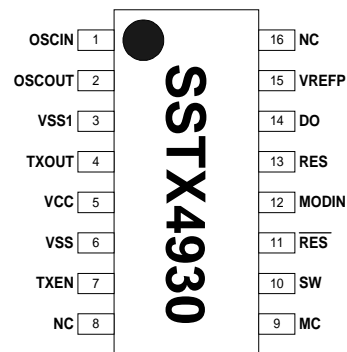 OSCIN 1
OSCOUT 2
VSS1 3
TXOUT 4
VCC 5
VSS 6
TXEN 7
NC 8
SSTX4930
16 NC
15 VREFP
14 DO
13 RES
12 MODIN
11 R̅E̅S̅
10 SW
9 MC